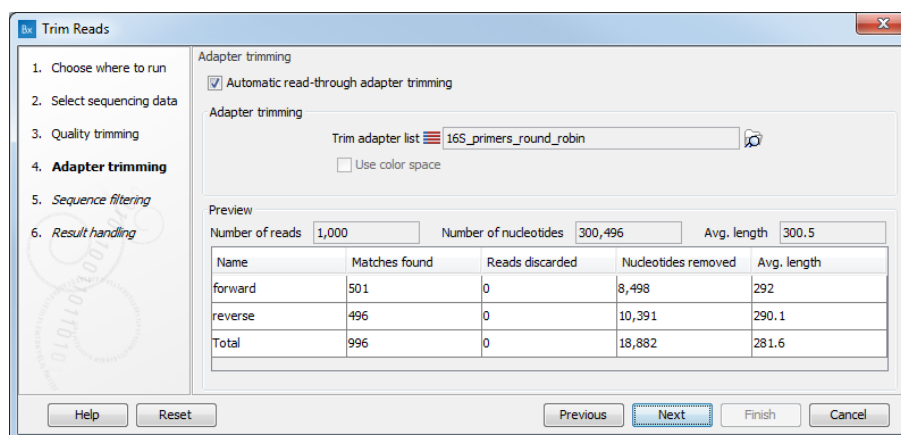 Bx Trim Reads
x
1. Choose where to run
2. Select sequencing data
3. Quality trimming
4. Adapter trimming
5. Sequence filtering
6. Result handling
Adapter trimming
Automatic read-through adapter trimming
Adapter trimming
Trim adapter list 16S_primers_round_robin
Use color space
Preview
Number of reads 1,000 Number of nucleotides 300,496 Avg. length 300.5
Name Matches found Reads discarded Nucleotides removed Avg. length
forward 501 0 8,498 292
reverse 496 0 10,391 290.1
Total 996 0 18,882 281.6
Help Reset Previous Next Finish Cancel